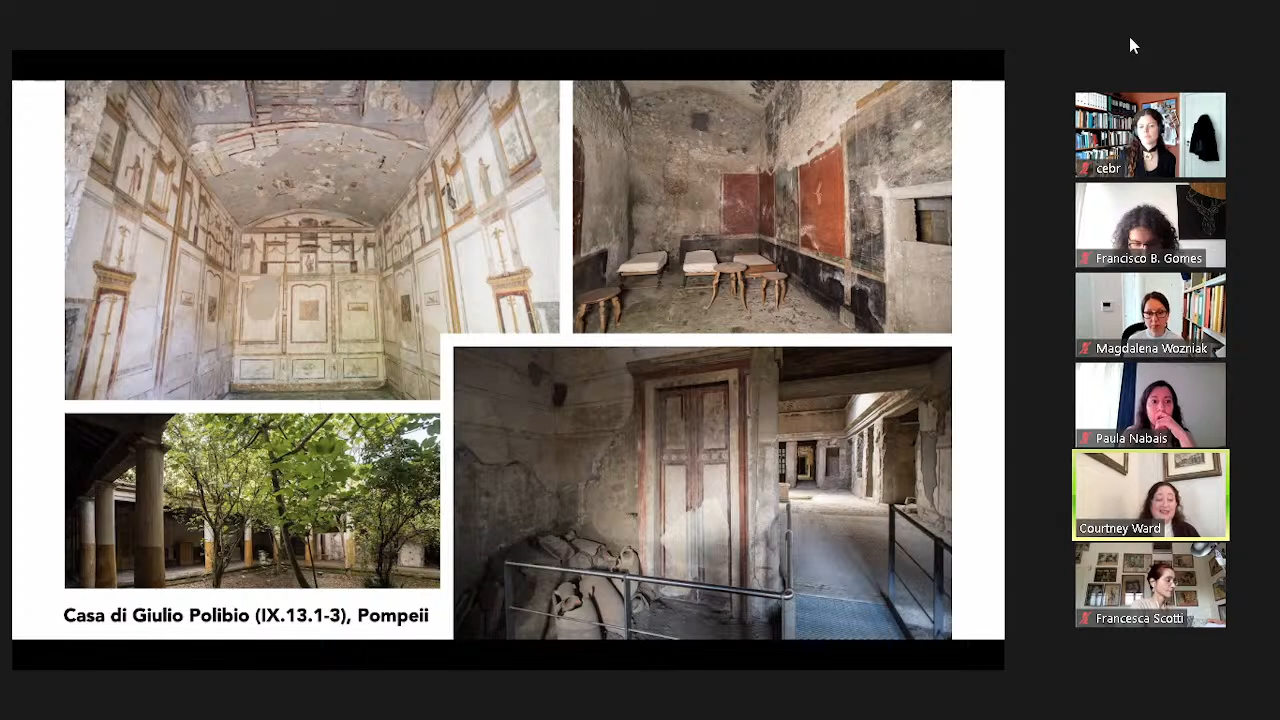 Casa di Giulio Polibio (IX.13.1-3), Pompeii
cebr
Francisco B. Gomes
Magdalena Wozniak
Paula Nabais
Courtney Ward
Francesca Scotti